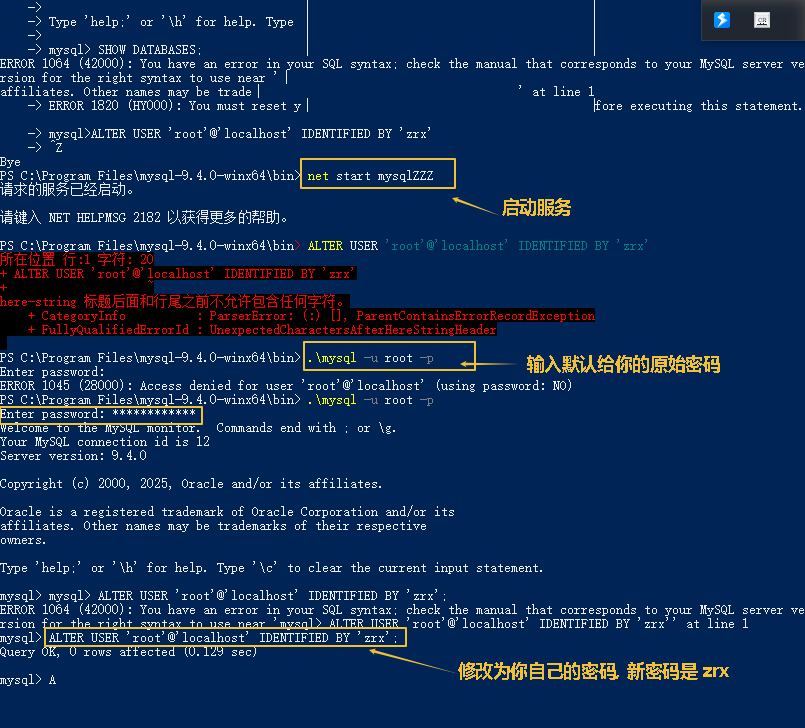 ->
-> Type 'help;' or '\h' for help. Type '
->
-> mysql> SHOW DATABASES;
ERROR 1064 (42000): You have an error in your SQL syntax; check the manual that corresponds to your MySQL server ve
rsion for the right syntax to use near '
affiliates. Other names may be trade ' at line 1
-> ERROR 1820 (HY000): You must reset y fore executing this statement.
-> mysql>ALTER USER 'root'@'localhost' IDENTIFIED BY 'zrx'
-> ^Z
Bye
PS C:\Program Files\mysql-9.4.0-winx64\bin> net start mysqlZZZ
请求的服务已经启动。
启动服务
请键入 NET HELPMSG 2182 以获得更多的帮助。
PS C:\Program Files\mysql-9.4.0-winx64\bin> ALTER USER 'root'@'localhost' IDENTIFIED BY 'zrx'
所在位置 行:1 字符: 20
+ ALTER USER 'root'@'localhost' IDENTIFIED BY 'zrx'
+ ~
here-string 标题后面和行尾之前不允许包含任何字符。
+ CategoryInfo : ParserError: (:) [], ParentContainsErrorRecordException
+ FullyQualifiedErrorId : UnexpectedCharactersAfterHereStringHeader
PS C:\Program Files\mysql-9.4.0-winx64\bin> .\mysql -u root -p
输入默认给你的原始密码
Enter password:
ERROR 1045 (28000): Access denied for user 'root'@'localhost' (using password: NO)
PS C:\Program Files\mysql-9.4.0-winx64\bin> .\mysql -u root -p
Enter password: ************
Welcome to the MySQL monitor. Commands end with ; or \g.
Your MySQL connection id is 12
Server version: 9.4.0
Copyright (c) 2000, 2025, Oracle and/or its affiliates.
Oracle is a registered trademark of Oracle Corporation and/or its
affiliates. Other names may be trademarks of their respective
owners.
Type 'help;' or '\h' for help. Type '\c' to clear the current input statement.
mysql> mysql> ALTER USER 'root'@'localhost' IDENTIFIED BY 'zrx';
ERROR 1064 (42000): You have an error in your SQL syntax; check the manual that corresponds to your MySQL server ve
rsion for the right syntax to use near 'mysql> ALTER USER 'root'@'localhost' IDENTIFIED BY 'zrx'' at line 1
mysql> ALTER USER 'root'@'localhost' IDENTIFIED BY 'zrx';
Query OK, 0 rows affected (0.129 sec)
修改为你自己的密码, 新密码是 zrx
mysql> A